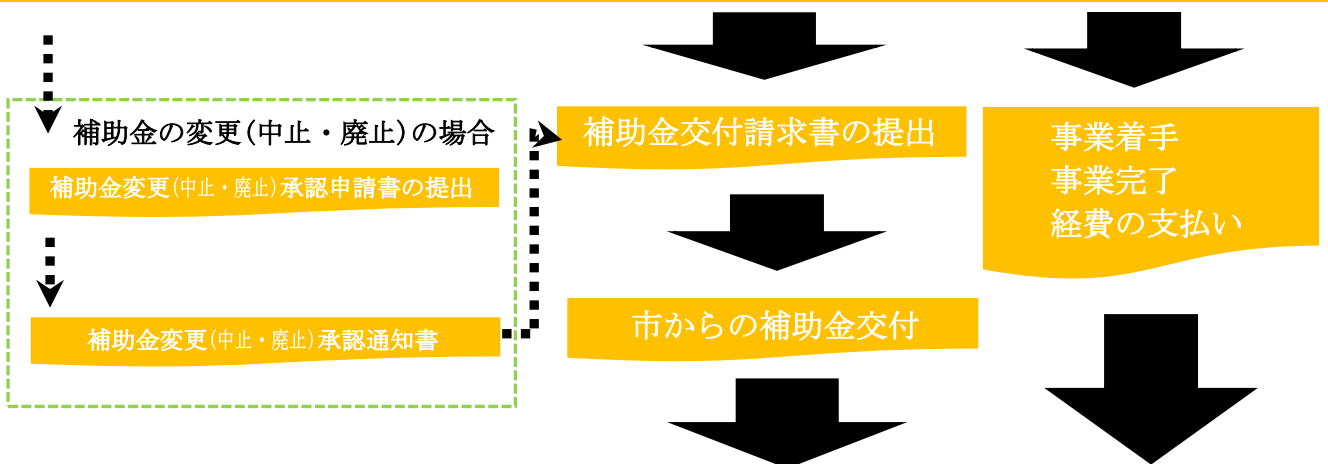 補助金の変更(中止・廃止)の場合
補助金変更(中止・廃止)承認申請書の提出
補助金変更(中止・廃止)承認通知書
補助金交付請求書の提出
市からの補助金交付
事業着手
事業完了
経費の支払い